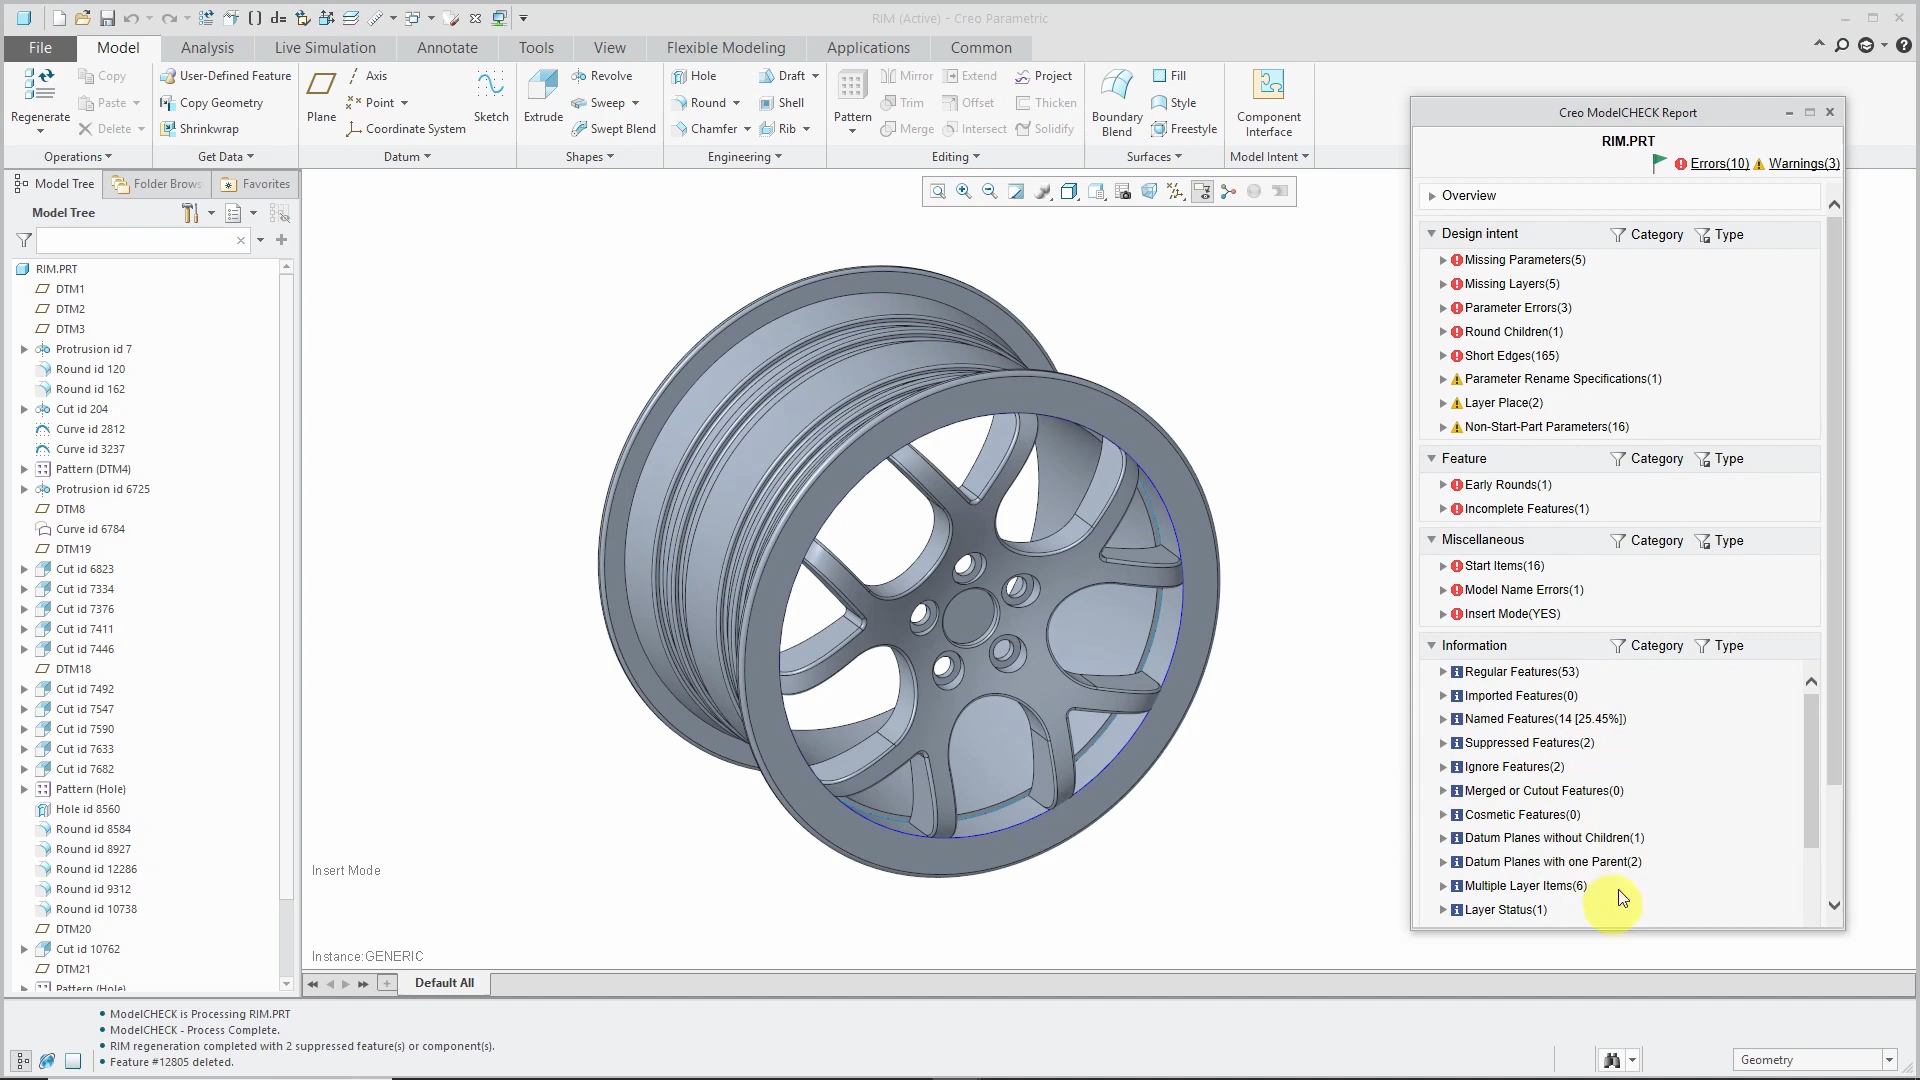 RIM (Active) - Creo Parametric
File Model Analysis Live Simulation Annotate Tools View Flexible Modeling Applications Common
Regenerate
Copy
Paste
Delete
Operations
User-Defined Feature
Copy Geometry
Shrinkwrap
Get Data
Plane
Axis
Point
Coordinate System
Sketch
Datum
Extrude
Revolve
Sweep
Swept Blend
Shapes
Hole
Round
Chamfer
Draft
Shell
Rib
Engineering
Pattern
Mirror
Trim
Merge
Extend
Offset
Intersect
Project
Thicken
Solidify
Editing
Boundary
Blend
Fill
Style
Freestyle
Surfaces
Component
Interface
Model Intent
Model Tree
Folder Brows
Favorites
Model Tree
RIM.PRT
DTM1
DTM2
DTM3
Protrusion id 7
Round id 120
Round id 162
Cut id 204
Curve id 2812
Curve id 3237
Pattern (DTM4)
Protrusion id 6725
DTM8
Curve id 6784
DTM19
Cut id 6823
Cut id 7334
Cut id 7376
Cut id 7411
Cut id 7446
DTM18
Cut id 7492
Cut id 7547
Cut id 7590
Cut id 7633
Cut id 7682
Pattern (Hole)
Hole id 8560
Round id 8584
Round id 8927
Round id 12286
Round id 9312
Round id 10738
DTM20
Cut id 10762
DTM21
Pattern (Hole)
Insert Mode
Instance:GENERIC
Default All
Creo ModelCHECK Report
RIM.PRT
Errors(10) Warnings(3)
Overview
Design intent Category Type
Missing Parameters(5)
Missing Layers(5)
Parameter Errors(3)
Round Children(1)
Short Edges(165)
Parameter Rename Specifications(1)
Layer Place(2)
Non-Start-Part Parameters(16)
Feature Category Type
Early Rounds(1)
Incomplete Features(1)
Miscellaneous Category Type
Start Items(16)
Model Name Errors(1)
Insert Mode(YES)
Information Category Type
Regular Features(53)
Imported Features(0)
Named Features(14 [25.45%])
Suppressed Features(2)
Ignore Features(2)
Merged or Cutout Features(0)
Cosmetic Features(0)
Datum Planes without Children(1)
Datum Planes with one Parent(2)
Multiple Layer Items(6)
Layer Status(1)
• ModelCHECK is Processing RIM.PRT
• ModelCHECK - Process Complete.
• RIM regeneration completed with 2 suppressed feature(s) or component(s).
• Feature #12805 deleted.
Geometry